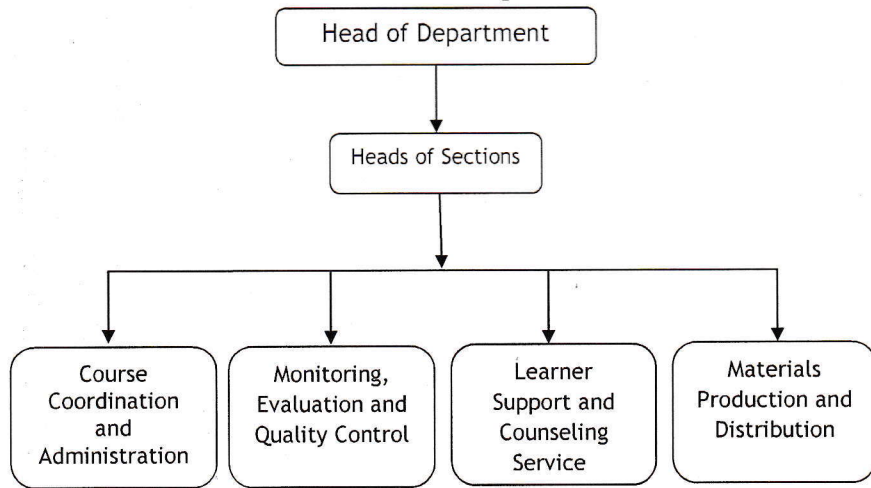 Head of Department
Heads of Sections
Course
Coordination
and
Administration
Monitoring,
Evaluation and
Quality Control
Learner
Support and
Counseling
Service
Materials
Production and
Distribution